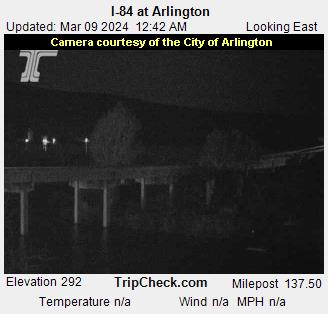 I-84 at Arlington
Updated: Mar 09 2024 12:42 AM Looking East
Camera courtesy of the City of Arlington
Elevation 292 TripCheck.com Milepost 137.50
Temperature n/a Wind n/a MPH n/a